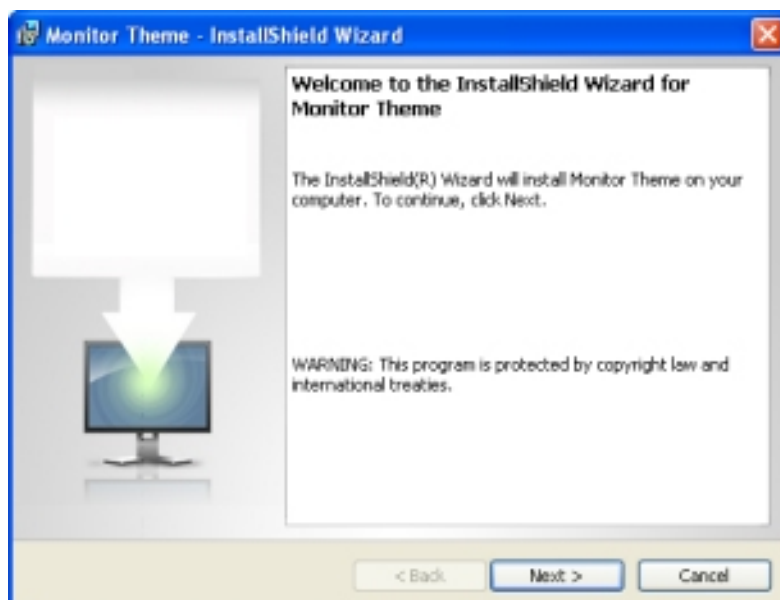 Monitor Theme - InstallShield Wizard
Welcome to the InstallShield Wizard for
Monitor Theme
The InstallShield(R) Wizard will install Monitor Theme on your
computer. To continue, click Next.
WARNING: This program is protected by copyright law and
international treaties.
< Back
Next >
Cancel